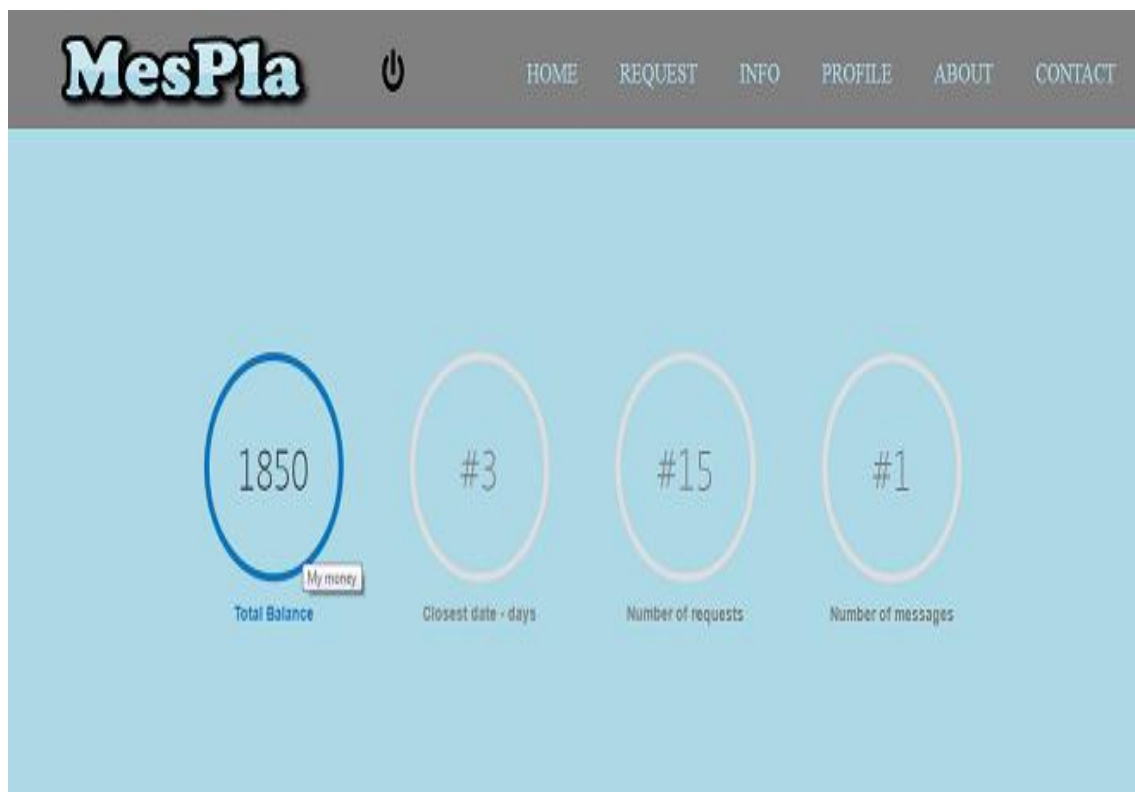 MesPla
HOME REQUEST INFO PROFILE ABOUT CONTACT
1850 #3 #15 #1
My money
Total Balance Closest date - days Number of requests Number of messages